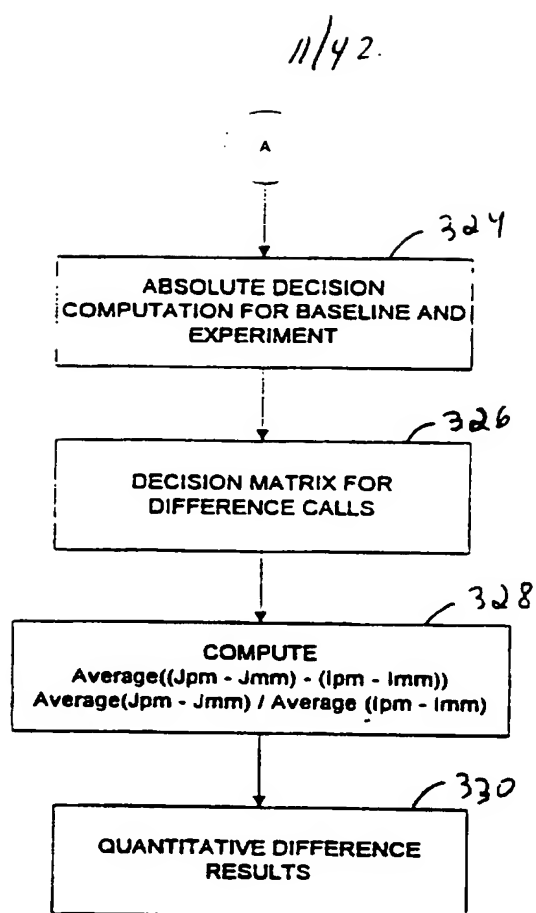 11/42.
A
324
ABSOLUTE DECISION
COMPUTATION FOR BASELINE AND
EXPERIMENT
326
DECISION MATRIX FOR
DIFFERENCE CALLS
328
COMPUTE
Average((Jpm - Jmm) - (Ipm - Imm))
Average(Jpm - Jmm) / Average (Ipm - Imm)
330
QUANTITATIVE DIFFERENCE
RESULTS